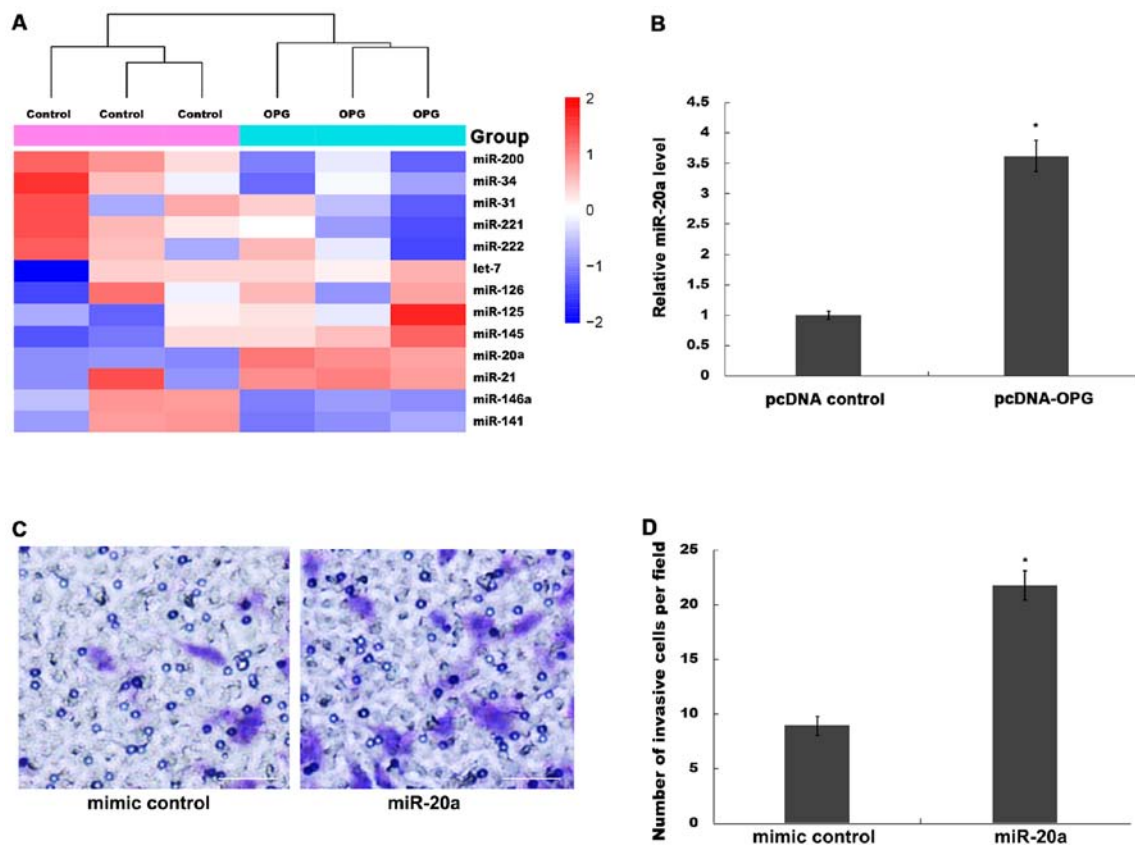 A
Control Control Control OPG OPG OPG
Group
miR-200
miR-34
miR-31
miR-221
miR-222
let-7
miR-126
miR-125
miR-145
miR-20a
miR-21
miR-146a
miR-141
2
1
0
−1
−2
B
Relative miR-20a level
4.5
4
3.5
3
2.5
2
1.5
1
0.5
0
*
pcDNA control pcDNA-OPG
C
mimic control miR-20a
D
Number of invasive cells per field
25
20
15
10
5
0
*
mimic control miR-20a